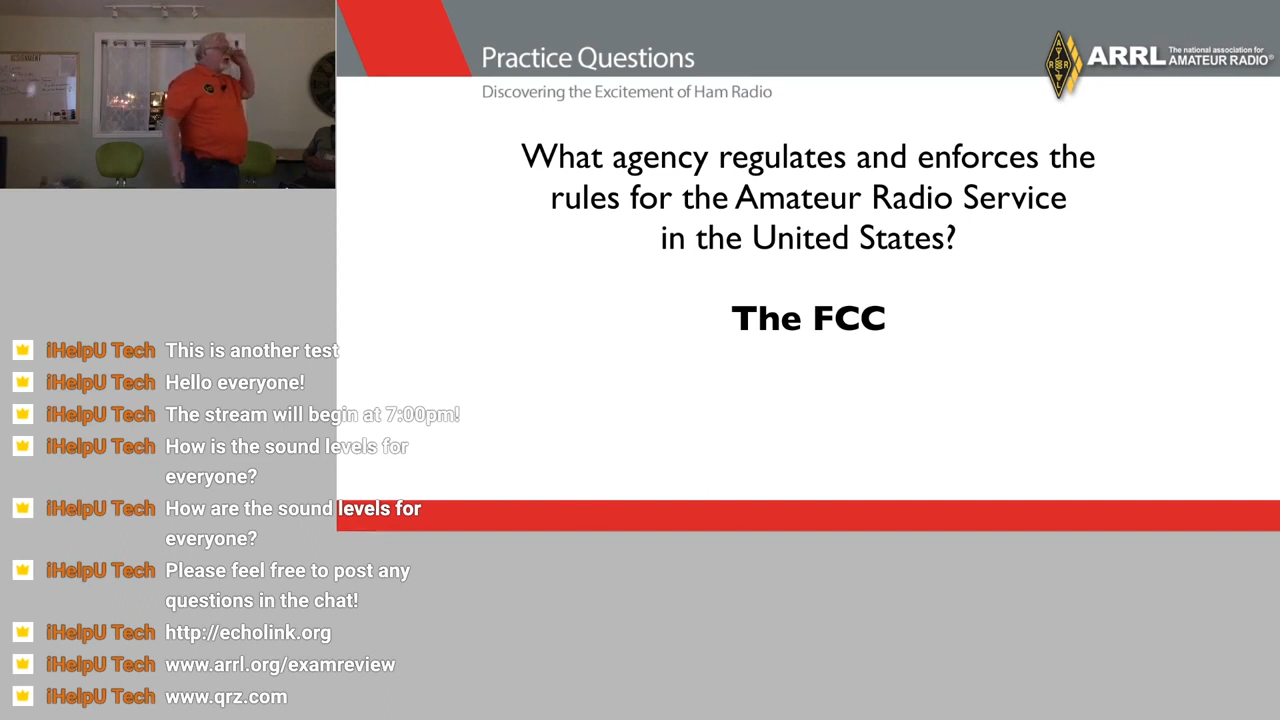 Practice Questions
Discovering the Excitement of Ham Radio
ARRL The national association for
AMATEUR RADIO®
What agency regulates and enforces the
rules for the Amateur Radio Service
in the United States?
The FCC
iHelpU Tech This is another test
iHelpU Tech Hello everyone!
iHelpU Tech The stream will begin at 7:00pm!
iHelpU Tech How is the sound levels for
everyone?
iHelpU Tech How are the sound levels for
everyone?
iHelpU Tech Please feel free to post any
questions in the chat!
iHelpU Tech http://echolink.org
iHelpU Tech www.arrl.org/examreview
iHelpU Tech www.qrz.com